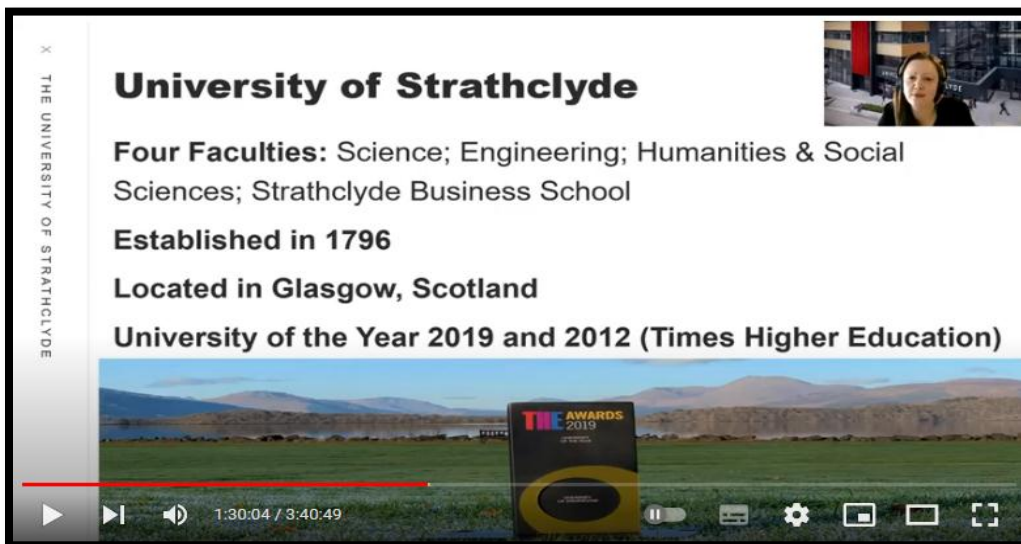 X THE UNIVERSITY OF STRATHCLYDE
University of Strathclyde
Four Faculties: Science; Engineering; Humanities & Social
Sciences; Strathclyde Business School
Established in 1796
Located in Glasgow, Scotland
University of the Year 2019 and 2012 (Times Higher Education)
THE AWARDS
2019
1:30:04 / 3:40:49